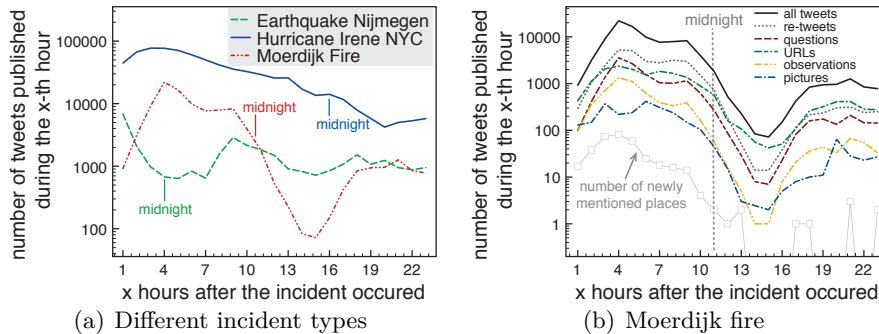 number of tweets published
during the x-th hour
100000
10000
1000
100
Earthquake Nijmegen
Hurricane Irene NYC
Moerdijk Fire
midnight
midnight
midnight
1 4 7 10 13 16 19 22
x hours after the incident occured
(a) Different incident types
number of tweets published
during the x-th hour
10000
1000
100
10
1
midnight
all tweets
re-tweets
questions
URLs
observations
pictures
number of newly
mentioned places
1 4 7 10 13 16 19 22
x hours after the incident occured
(b) Moerdijk fire